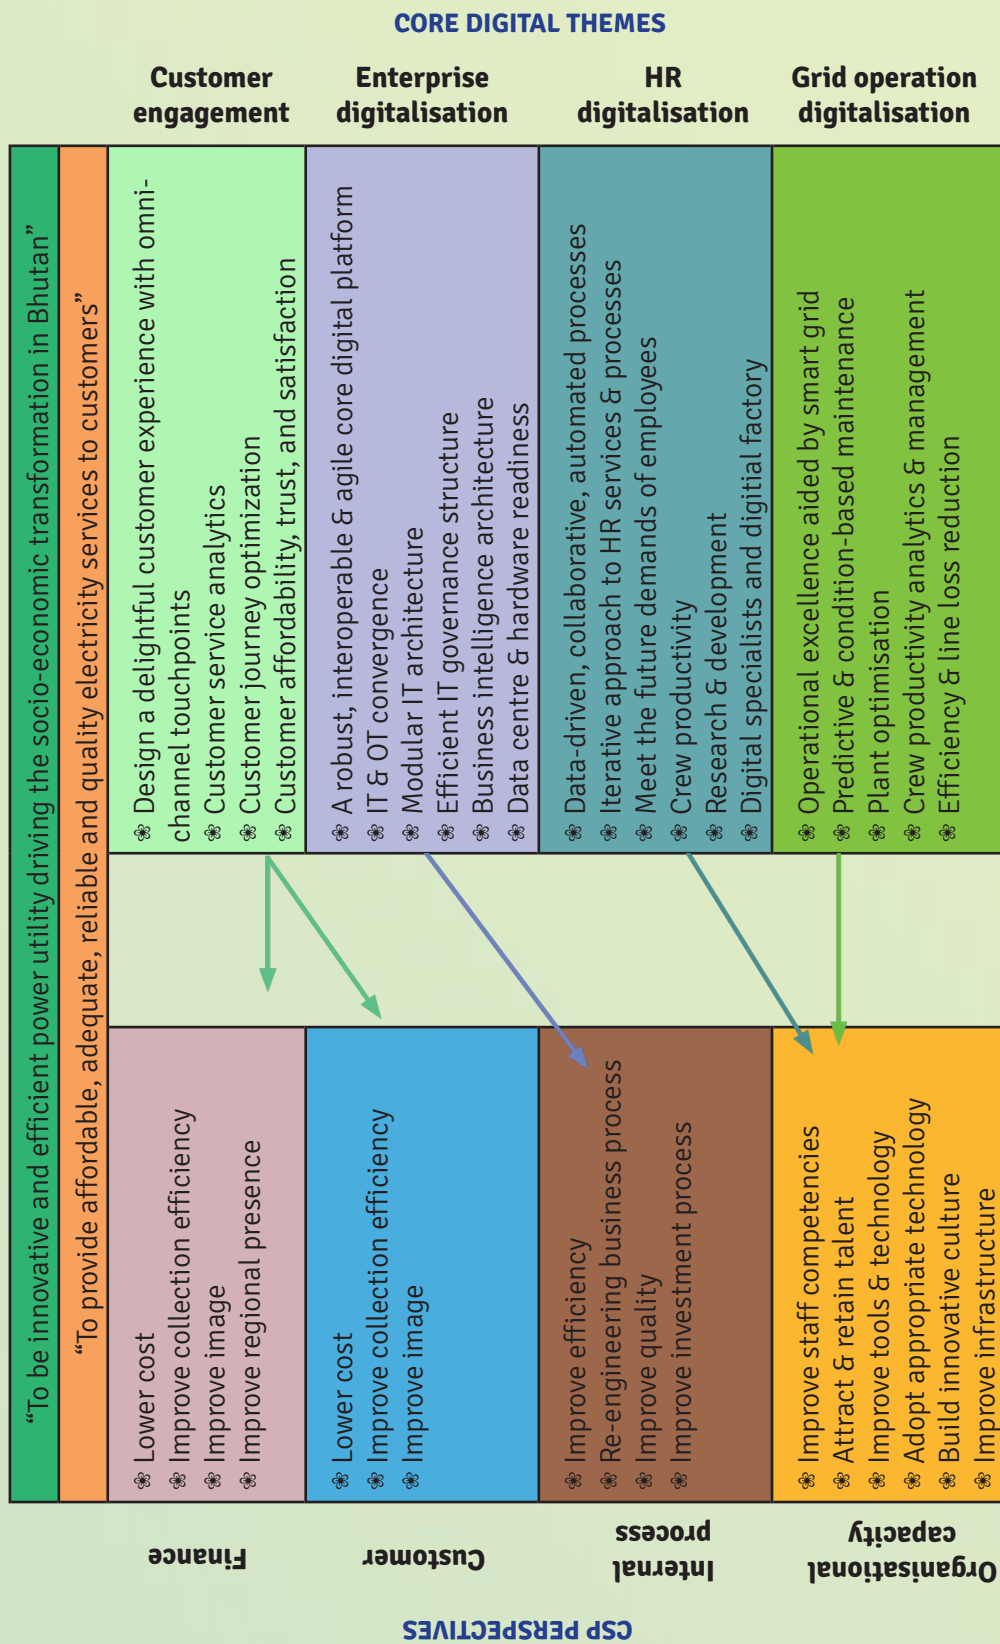 CORE DIGITAL THEMES
Customer
engagement
Enterprise
digitalisation
HR
digitalisation
Grid operation
digitalisation
“To be innovative and efficient power utility driving the socio-economic transformation in Bhutan”
“To provide affordable, adequate, reliable and quality electricity services to customers”
❀ Design a delightful customer experience with omni-
channel touchpoints
❀ Customer service analytics
❀ Customer journey optimization
❀ Customer affordability, trust, and satisfaction
❀ A robust, interoperable & agile core digital platform
❀ IT & OT convergence
❀ Modular IT architecture
❀ Efficient IT governance structure
❀ Business intelligence architecture
❀ Data centre & hardware readiness
❀ Data-driven, collaborative, automated processes
❀ Iterative approach to HR services & processes
❀ Meet the future demands of employees
❀ Crew productivity
❀ Research & development
❀ Digital specialists and digitial factory
❀ Operational excellence aided by smart grid
❀ Predictive & condition-based maintenance
❀ Plant optimisation
❀ Crew productivity analytics & management
❀ Efficiency & line loss reduction
❀ Lower cost
❀ Improve collection efficiency
❀ Improve image
❀ Improve regional presence
❀ Lower cost
❀ Improve collection efficiency
❀ Improve image
❀ Improve efficiency
❀ Re-engineering business process
❀ Improve quality
❀ Improve investment process
❀ Improve staff competencies
❀ Attract & retain talent
❀ Improve tools & technology
❀ Adopt appropriate technology
❀ Build innovative culture
❀ Improve infrastructure
Finance
Customer
Internal
process
Organisational
capacity
CSP PERSPECTIVES